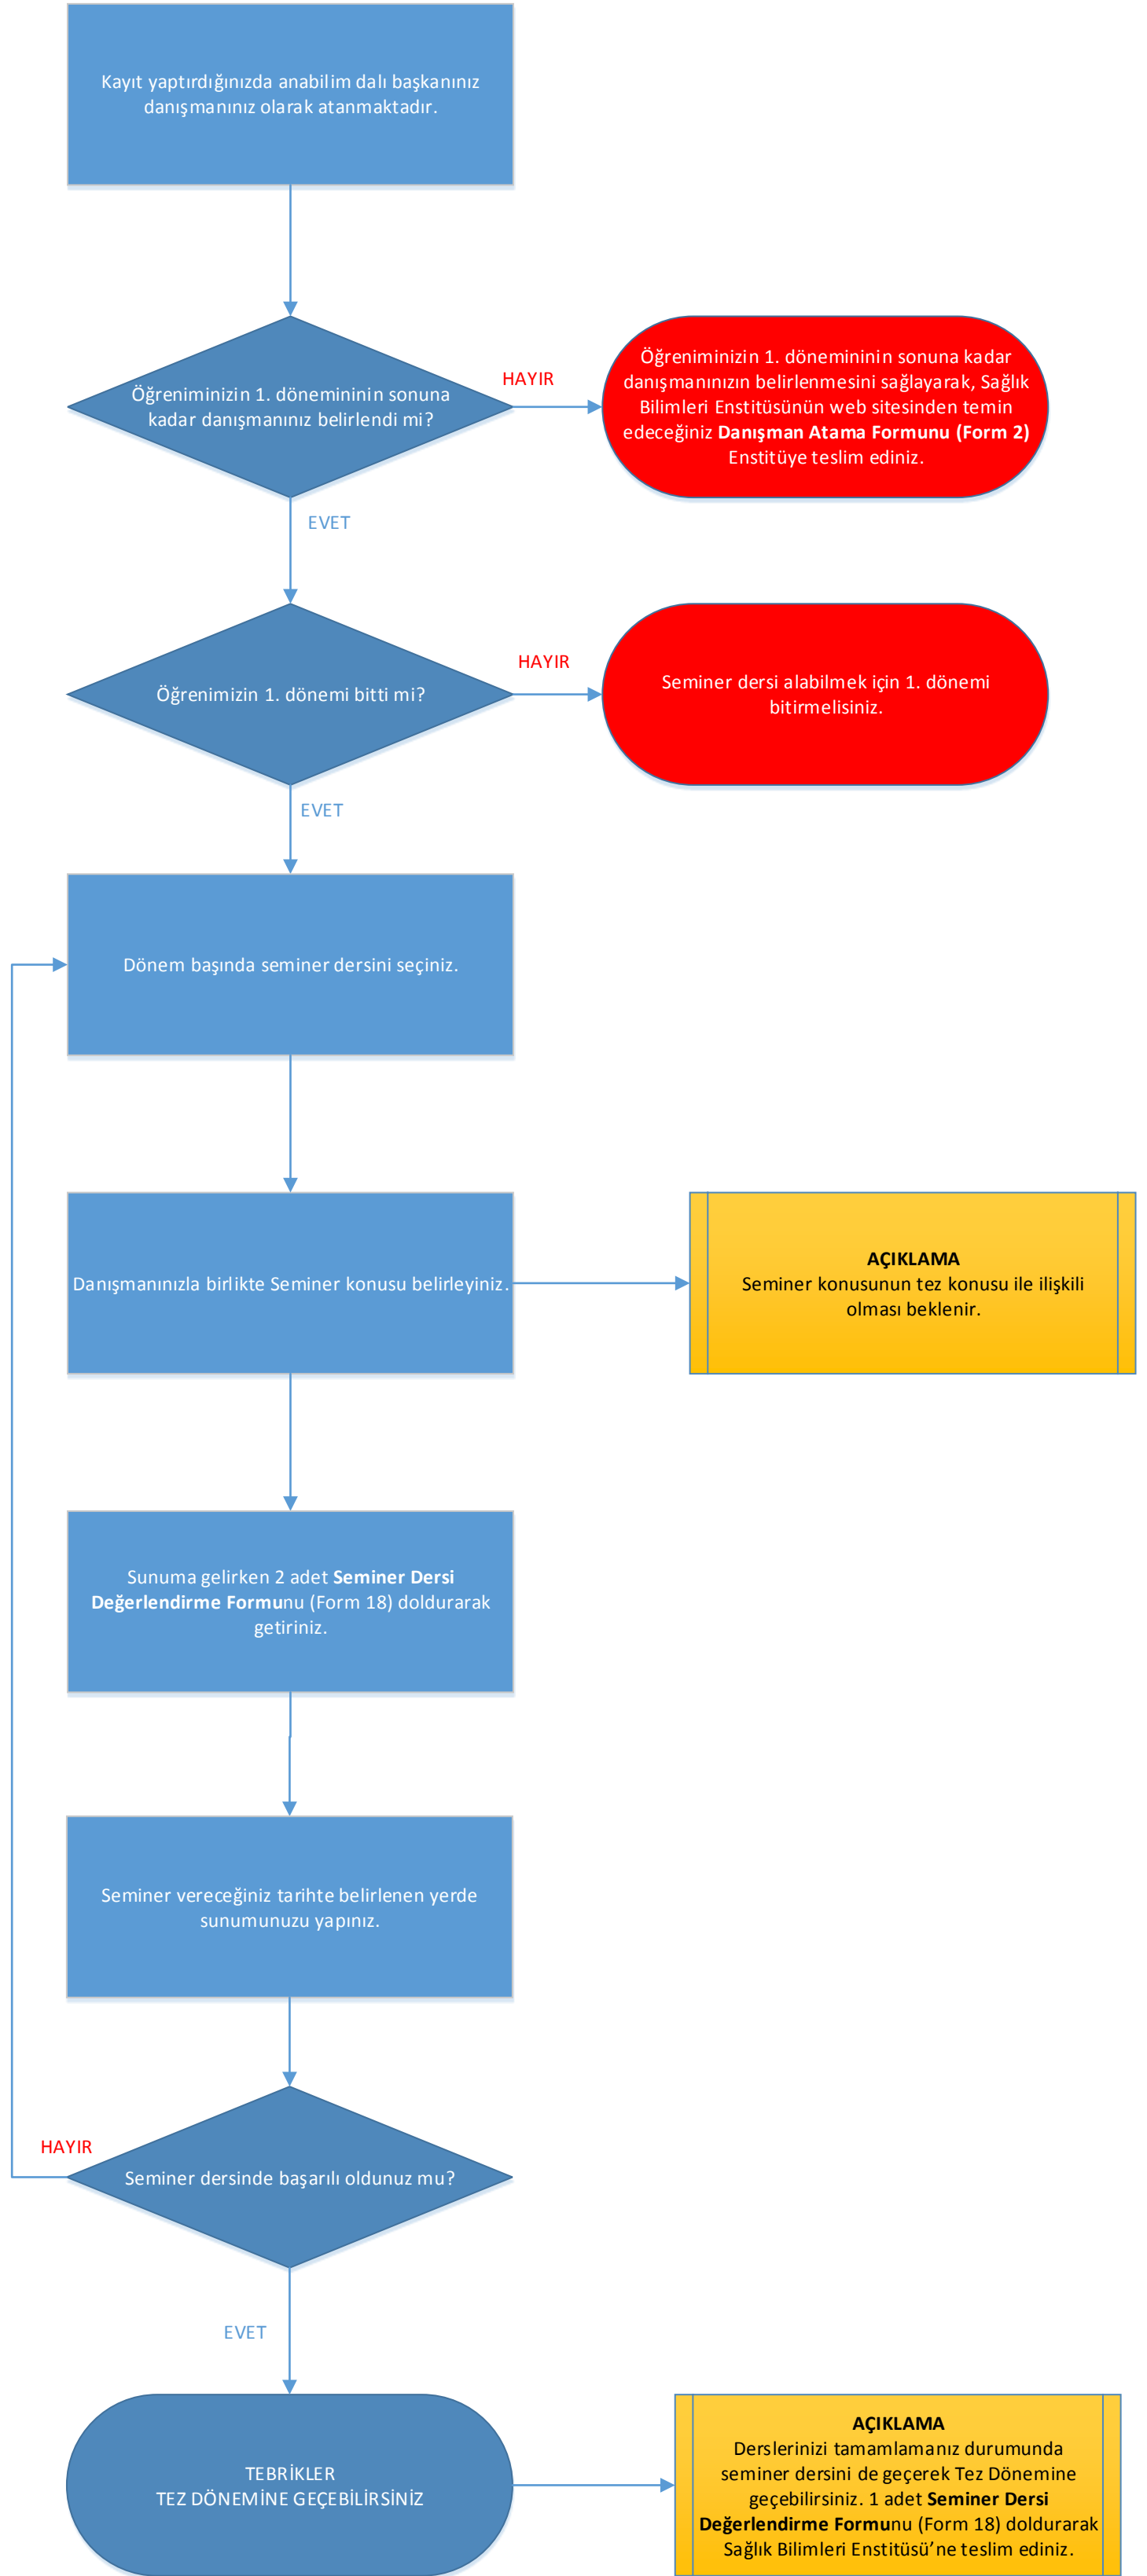 Kayıt yaptırdığınızda anabilim dalı başkanınız
danışmanınız olarak atanmaktadır.
Öğreniminizin 1. dönemininin sonuna
kadar danışmanınız belirlendi mi?
HAYIR
Öğreniminizin 1. dönemininin sonuna kadar
danışmanınızın belirlenmesini sağlayarak, Sağlık
Bilimleri Enstitüsünün web sitesinden temin
edeceğiniz Danışman Atama Formunu (Form 2)
Enstitüye teslim ediniz.
EVET
Öğrenimizin 1. dönemi bitti mi?
HAYIR
Seminer dersi alabilmek için 1. dönemi
bitirmelisiniz.
EVET
Dönem başında seminer dersini seçiniz.
Danışmanınızla birlikte Seminer konusu belirleyiniz.
AÇIKLAMA
Seminer konusunun tez konusu ile ilişkili
olması beklenir.
Sunuma gelirken 2 adet Seminer Dersi
Değerlendirme Formunu (Form 18) doldurarak
getiriniz.
Seminer vereceğiniz tarihte belirlenen yerde
sunumunuzu yapınız.
HAYIR
Seminer dersinde başarılı oldunuz mu?
EVET
TEBRİKLER
TEZ DÖNEMİNE GEÇEBİLİRSİNİZ
AÇIKLAMA
Derslerinizi tamamlamanız durumunda
seminer dersini de geçerek Tez Dönemine
geçebilirsiniz. 1 adet Seminer Dersi
Değerlendirme Formunu (Form 18) doldurarak
Sağlık Bilimleri Enstitüsü’ne teslim ediniz.